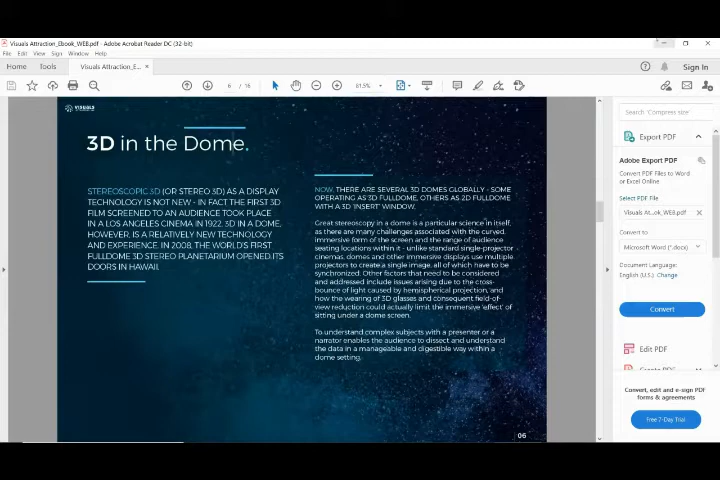 Visuals Attraction_Ebook_WEB.pdf - Adobe Acrobat Reader DC (32-bit)
File Edit View Sign Window Help
Home Tools Visuals Attraction_E... × Sign In
6 / 16 81.5%
VISUALS
3D in the Dome.
STEREOSCOPIC 3D (OR STEREO 3D) AS A DISPLAY
TECHNOLOGY IS NOT NEW - IN FACT THE FIRST 3D
FILM SCREENED TO AN AUDIENCE TOOK PLACE
IN A LOS ANGELES CINEMA IN 1922. 3D IN A DOME,
HOWEVER, IS A RELATIVELY NEW TECHNOLOGY
AND EXPERIENCE. IN 2008, THE WORLD'S FIRST
FULLDOME 3D STEREO PLANETARIUM OPENED ITS
DOORS IN HAWAII.
NOW, THERE ARE SEVERAL 3D DOMES GLOBALLY - SOME
OPERATING AS 3D FULLDOME, OTHERS AS 2D FULLDOME
WITH A 3D 'INSERT' WINDOW.
Great stereoscopy in a dome is a particular science in itself,
as there are many challenges associated with the curved,
immersive form of the screen and the range of audience
seating locations within it - unlike standard single-projector
cinemas, domes and other immersive displays use multiple
projectors to create a single image, all of which have to be
synchronized. Other factors that need to be considered
and addressed include issues arising due to the cross-
bounce of light caused by hemispherical projection, and
how the wearing of 3D glasses and consequent field-of-
view reduction could actually limit the immersive 'effect' of
sitting under a dome screen.
To understand complex subjects with a presenter or a
narrator enables the audience to dissect and understand
the data in a manageable and digestible way within a
dome setting.
06
Search 'Compress size'
Export PDF
Adobe Export PDF
Convert PDF Files to Word
or Excel Online
Select PDF File
Visuals At...ok_WEB.pdf ×
Convert to
Microsoft Word (*.docx)
Document Language:
English (U.S.) Change
Convert
Edit PDF
Create PDF
Convert, edit and e-sign PDF
forms & agreements
Free 7-Day Trial